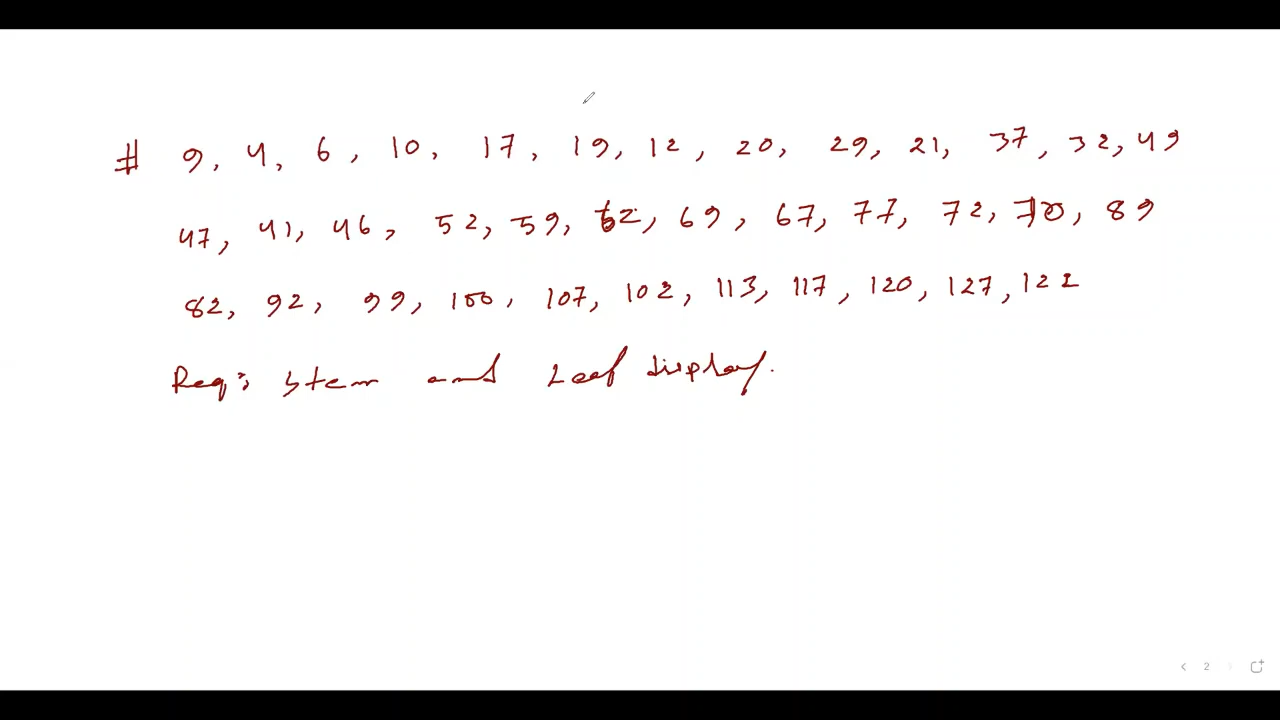 # 9, 4, 6, 10, 17, 19, 12, 20, 29, 21, 37, 32, 49
47, 41, 46, 52, 59, 62, 69, 67, 77, 72, 70, 89
82, 92, 99, 100, 107, 102, 113, 117, 120, 127, 122
Req: Stem and Leaf display.
2